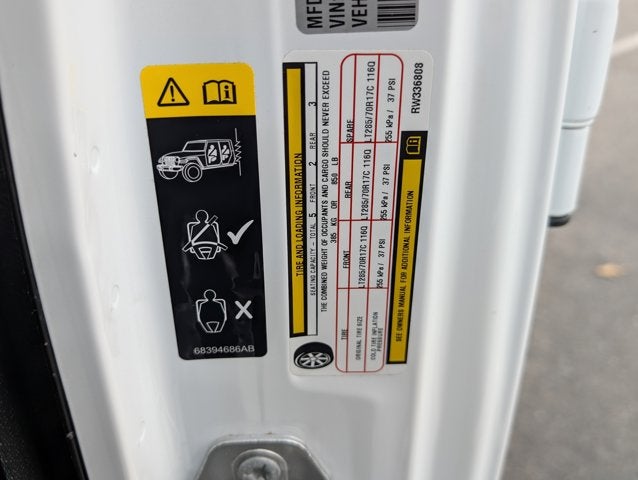 MFD
VIN
VEH
68394686AB
TIRE AND LOADING INFORMATION
SEATING CAPACITY - TOTAL 5 FRONT 2 REAR 3
THE COMBINED WEIGHT OF OCCUPANTS AND CARGO SHOULD NEVER EXCEED
385 KG OR 850 LB
TIRE FRONT REAR SPARE
ORIGINAL TIRE SIZE LT285/70R17C 116Q LT285/70R17C 116Q LT285/70R17C 116Q
COLD TIRE INFLATION PRESSURE 255 kPa / 37 PSI 255 kPa / 37 PSI 255 kPa / 37 PSI
SEE OWNERS MANUAL FOR ADDITIONAL INFORMATION
RW336808